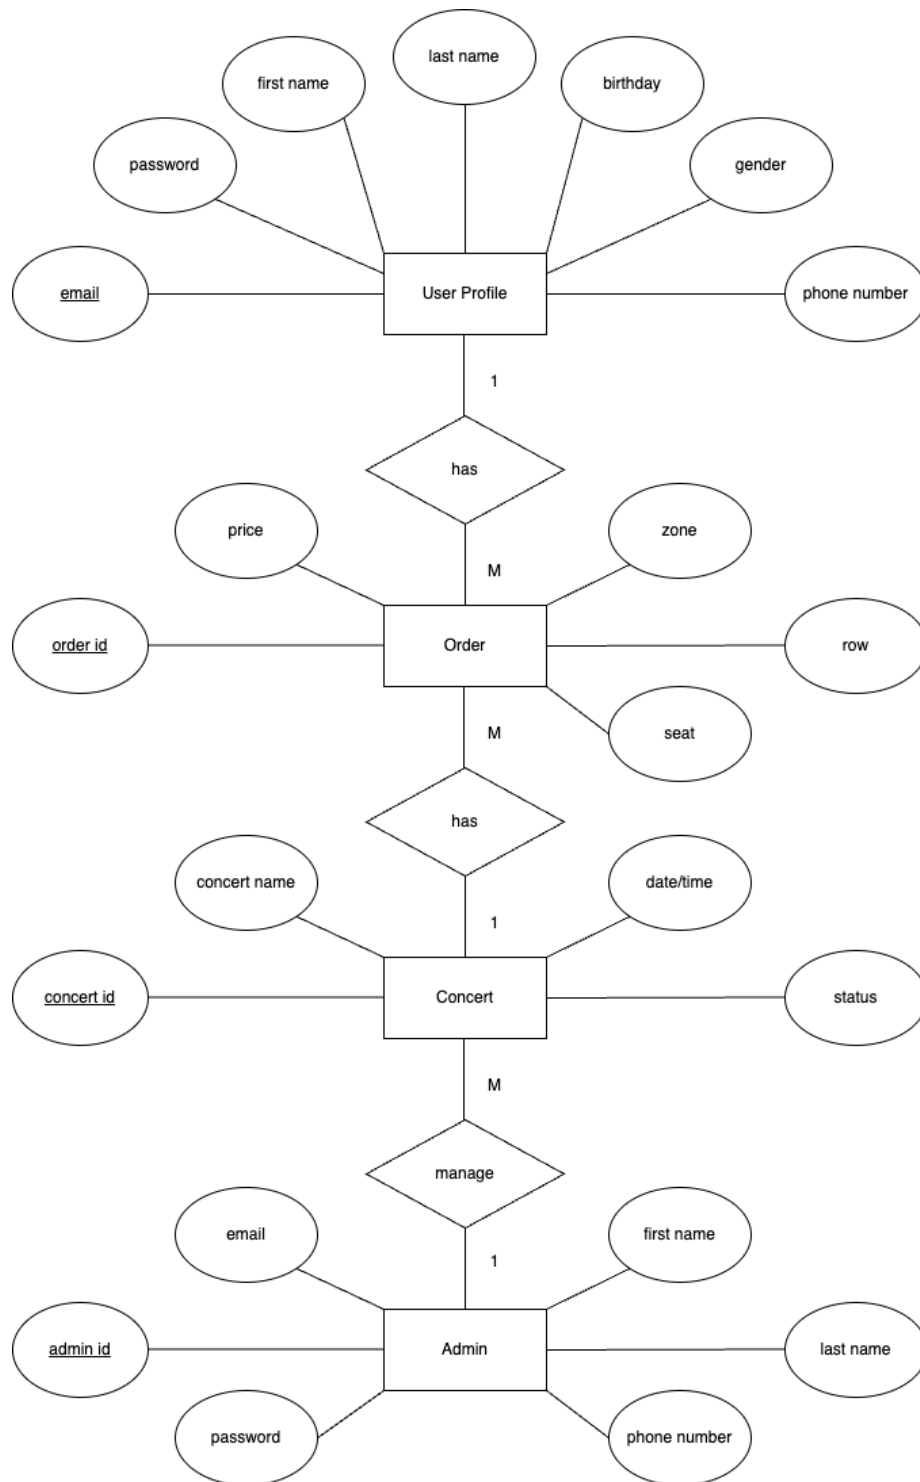 last name
first name
birthday
password
gender
email
User Profile
phone number
1
has
price
zone
M
order id
Order
row
M
seat
has
concert name
date/time
1
concert id
Concert
status
M
manage
email
first name
1
admin id
Admin
last name
password
phone number